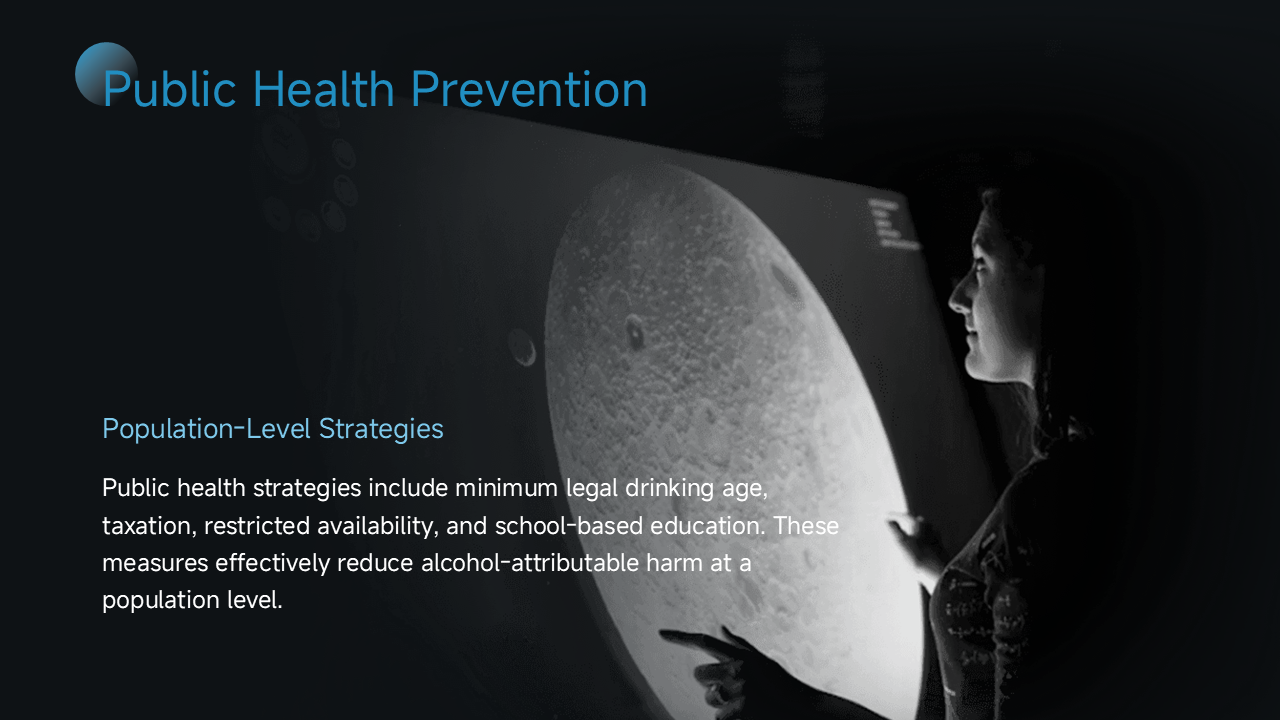 Public Health Prevention
Population-Level Strategies
Public health strategies include minimum legal drinking age,
taxation, restricted availability, and school-based education. These
measures effectively reduce alcohol-attributable harm at a
population level.